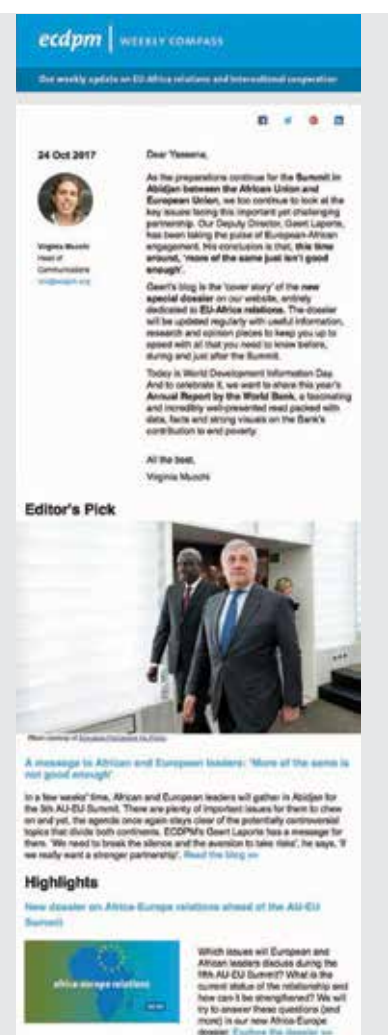 ecdpm | WEEKLY COMPASS
Our weekly update on EU-Africa relations and international cooperation
24 Oct 2017
Dear Yaseena,
As the preparations continue for the Summit in
Abidjan between the African Union and
European Union, we too continue to look at the
key issues facing this important yet challenging
partnership. Our Deputy Director, Geert Laporte,
has been taking the pulse of European-African
engagement. His conclusion is that, this time
around, 'more of the same just isn't good
enough'.
Virginia Mucchi
Head of
Communications
Geert's blog is the 'cover story' of the new
special dossier on our website, entirely
dedicated to EU-Africa relations. The dossier
will be updated regularly with useful information,
research and opinion pieces to keep you up to
speed with all that you need to know before,
during and just after the Summit.
Today is World Development Information Day.
And to celebrate it, we want to share this year's
Annual Report by the World Bank, a fascinating
and incredibly well-presented read packed with
data, facts and strong visuals on the Bank's
contribution to end poverty.
All the best,
Virginia Mucchi
Editor's Pick
Photo courtesy of European Parliament
A message to African and European leaders: 'More of the same is
not good enough'
In a few weeks' time, African and European leaders will gather in Abidjan for
the 5th AU-EU Summit. There are plenty of important issues for them to chew
on and yet, the agenda once again stays clear of the potentially controversial
topics that divide both continents. ECDPM's Geert Laporte has a message for
them. 'We need to break the silence and the aversion to take risks', he says, 'if
we really want a stronger partnership'. Read the blog »
Highlights
New dossier on Africa-Europe relations ahead of the AU-EU
Summit
africa-europe relations
Which issues will European and
African leaders discuss during the
fifth AU-EU Summit? What is the
current status of the relationship and
how can it be strengthened? We will
try to answer these questions (and
more) in our new Africa-Europe
dossier. Explore the dossier on